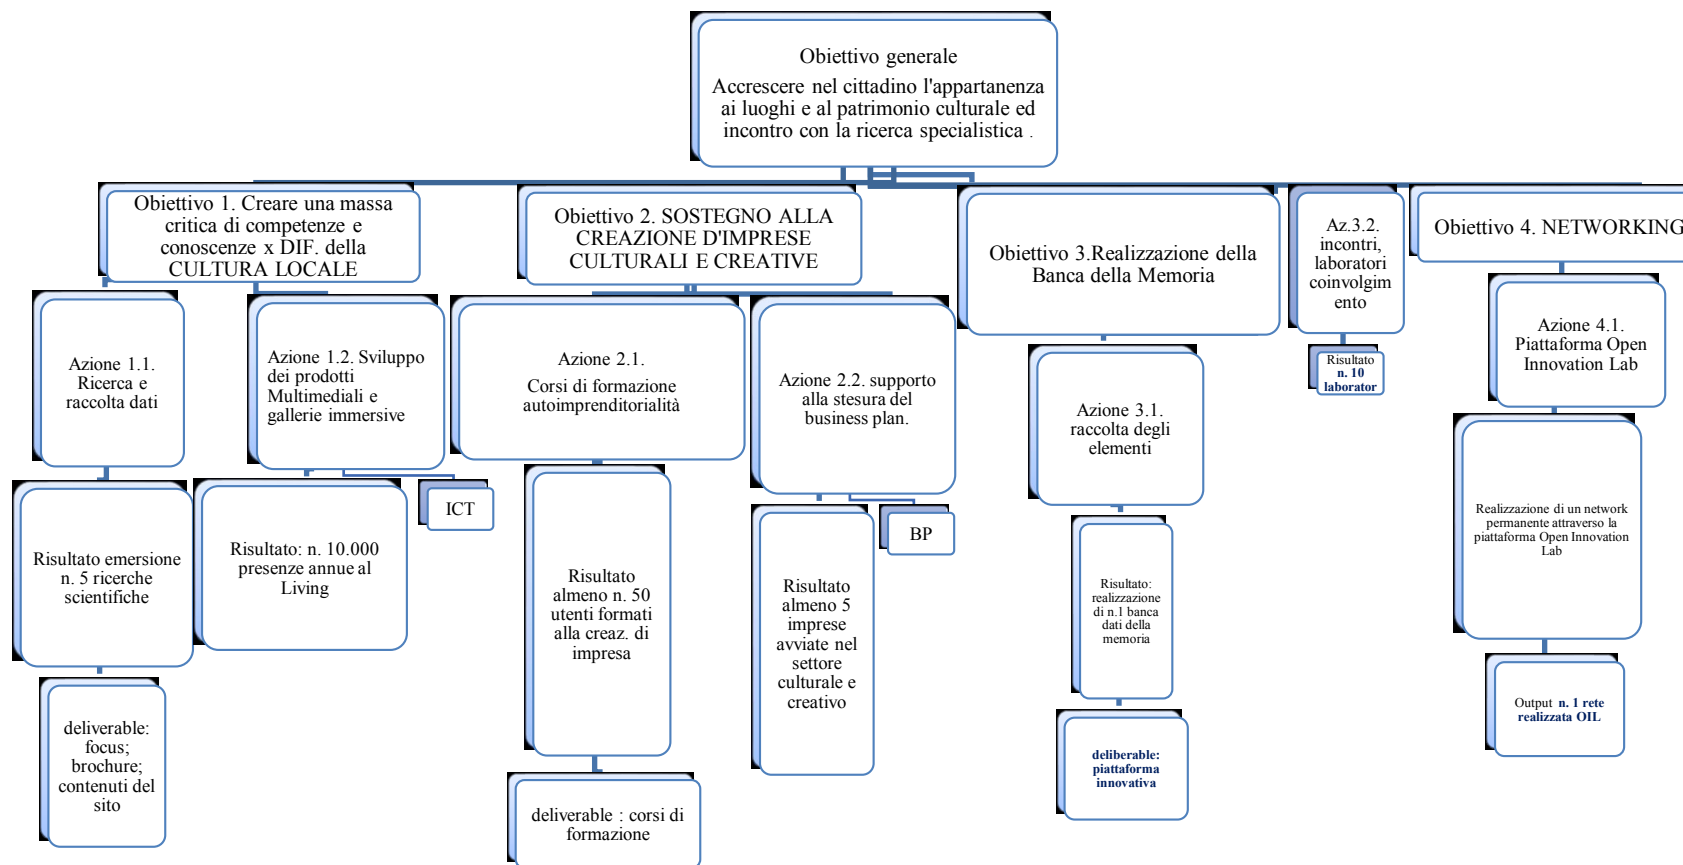 Obiettivo generale
Accrescere nel cittadino l'appartanenza
ai luoghi e al patrimonio culturale ed
incontro con la ricerca specialistica .
Obiettivo 1. Creare una massa
critica di competenze e
conoscenze x DIF. della
CULTURA LOCALE
Azione 1.1.
Ricerca e
raccolta dati
Risultato emersione
n. 5 ricerche
scientifiche
deliverable:
focus;
brochure;
contenuti del
sito
Azione 1.2. Sviluppo
dei prodotti
Multimediali e
gallerie immersive
Risultato: n. 10.000
presenze annue al
Living
ICT
Obiettivo 2. SOSTEGNO ALLA
CREAZIONE D'IMPRESE
CULTURALI E CREATIVE
Azione 2.1.
Corsi di formazione
autoimprenditorialità
Risultato
almeno n. 50
utenti formati
alla creaz. di
impresa
deliverable : corsi di
formazione
Azione 2.2. supporto
alla stesura del
business plan.
Risultato
almeno 5
imprese
avviate nel
settore
culturale e
creativo
BP
Obiettivo 3.Realizzazione della
Banca della Memoria
Azione 3.1.
raccolta degli
elementi
Risultato:
realizzazione
di n.1 banca
dati della
memoria
deliberable:
piattaforma
innovativa
Az.3.2.
incontri,
laboratori
coinvolgim
ento
Risultato
n. 10
laborator
Obiettivo 4. NETWORKING
Azione 4.1.
Piattaforma Open
Innovation Lab
Realizzazione di un network
permanente attraverso la
piattaforma Open Innovation
Lab
Output n. 1 rete
realizzata OIL